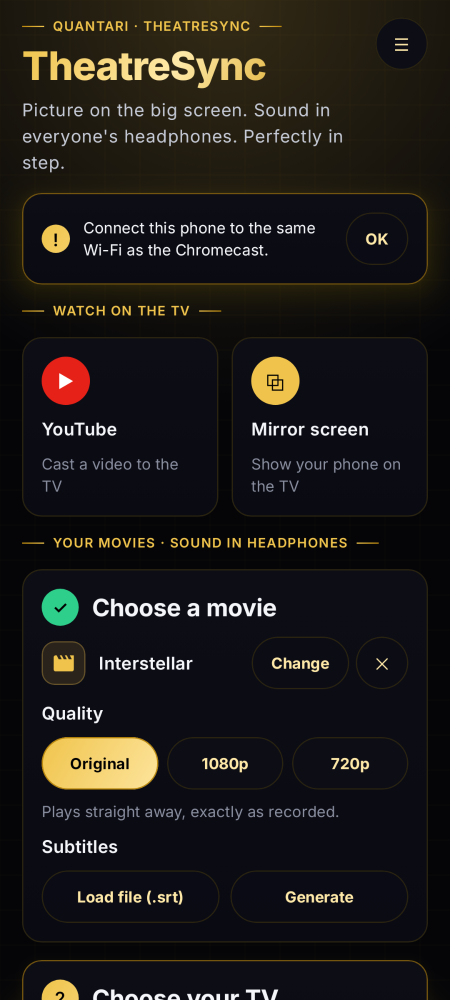 QUANTARI · THEATRESYNC
TheatreSync
Picture on the big screen. Sound in
everyone's headphones. Perfectly in
step.
!
Connect this phone to the same
Wi-Fi as the Chromecast.
OK
WATCH ON THE TV
YouTube
Cast a video to the
TV
Mirror screen
Show your phone on
the TV
YOUR MOVIES · SOUND IN HEADPHONES
Choose a movie
Interstellar
Change
Quality
Original
1080p
720p
Plays straight away, exactly as recorded.
Subtitles
Load file (.srt)
Generate
2
Choose your TV